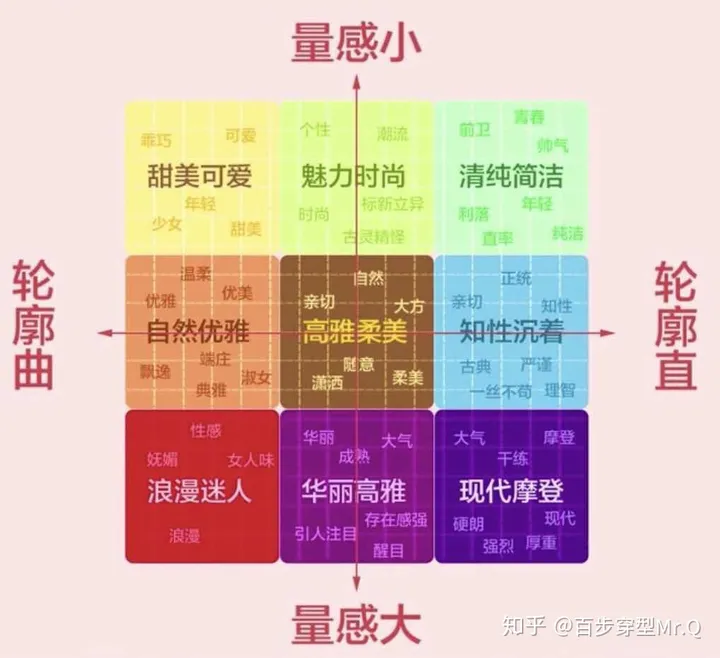 量感小
轮廓曲
轮廓直
乖巧
可爱
甜美可爱
年轻
少女
甜美
个性
潮流
魅力时尚
时尚
标新立异
古灵精怪
前卫
青春
帅气
清纯简洁
利落
年轻
直率
纯洁
温柔
优雅
优美
自然优雅
飘逸
端庄
淑女
典雅
自然
亲切
大方
高雅柔美
随意
潇洒
柔美
正统
亲切
知性
知性沉着
古典
严谨
一丝不苟
理智
性感
妩媚
女人味
浪漫迷人
浪漫
华丽
大气
成熟
华丽高雅
存在感强
引人注目
醒目
大气
摩登
干练
现代摩登
硬朗
现代
强烈
厚重
量感大
知乎 @百步穿型Mr.Q